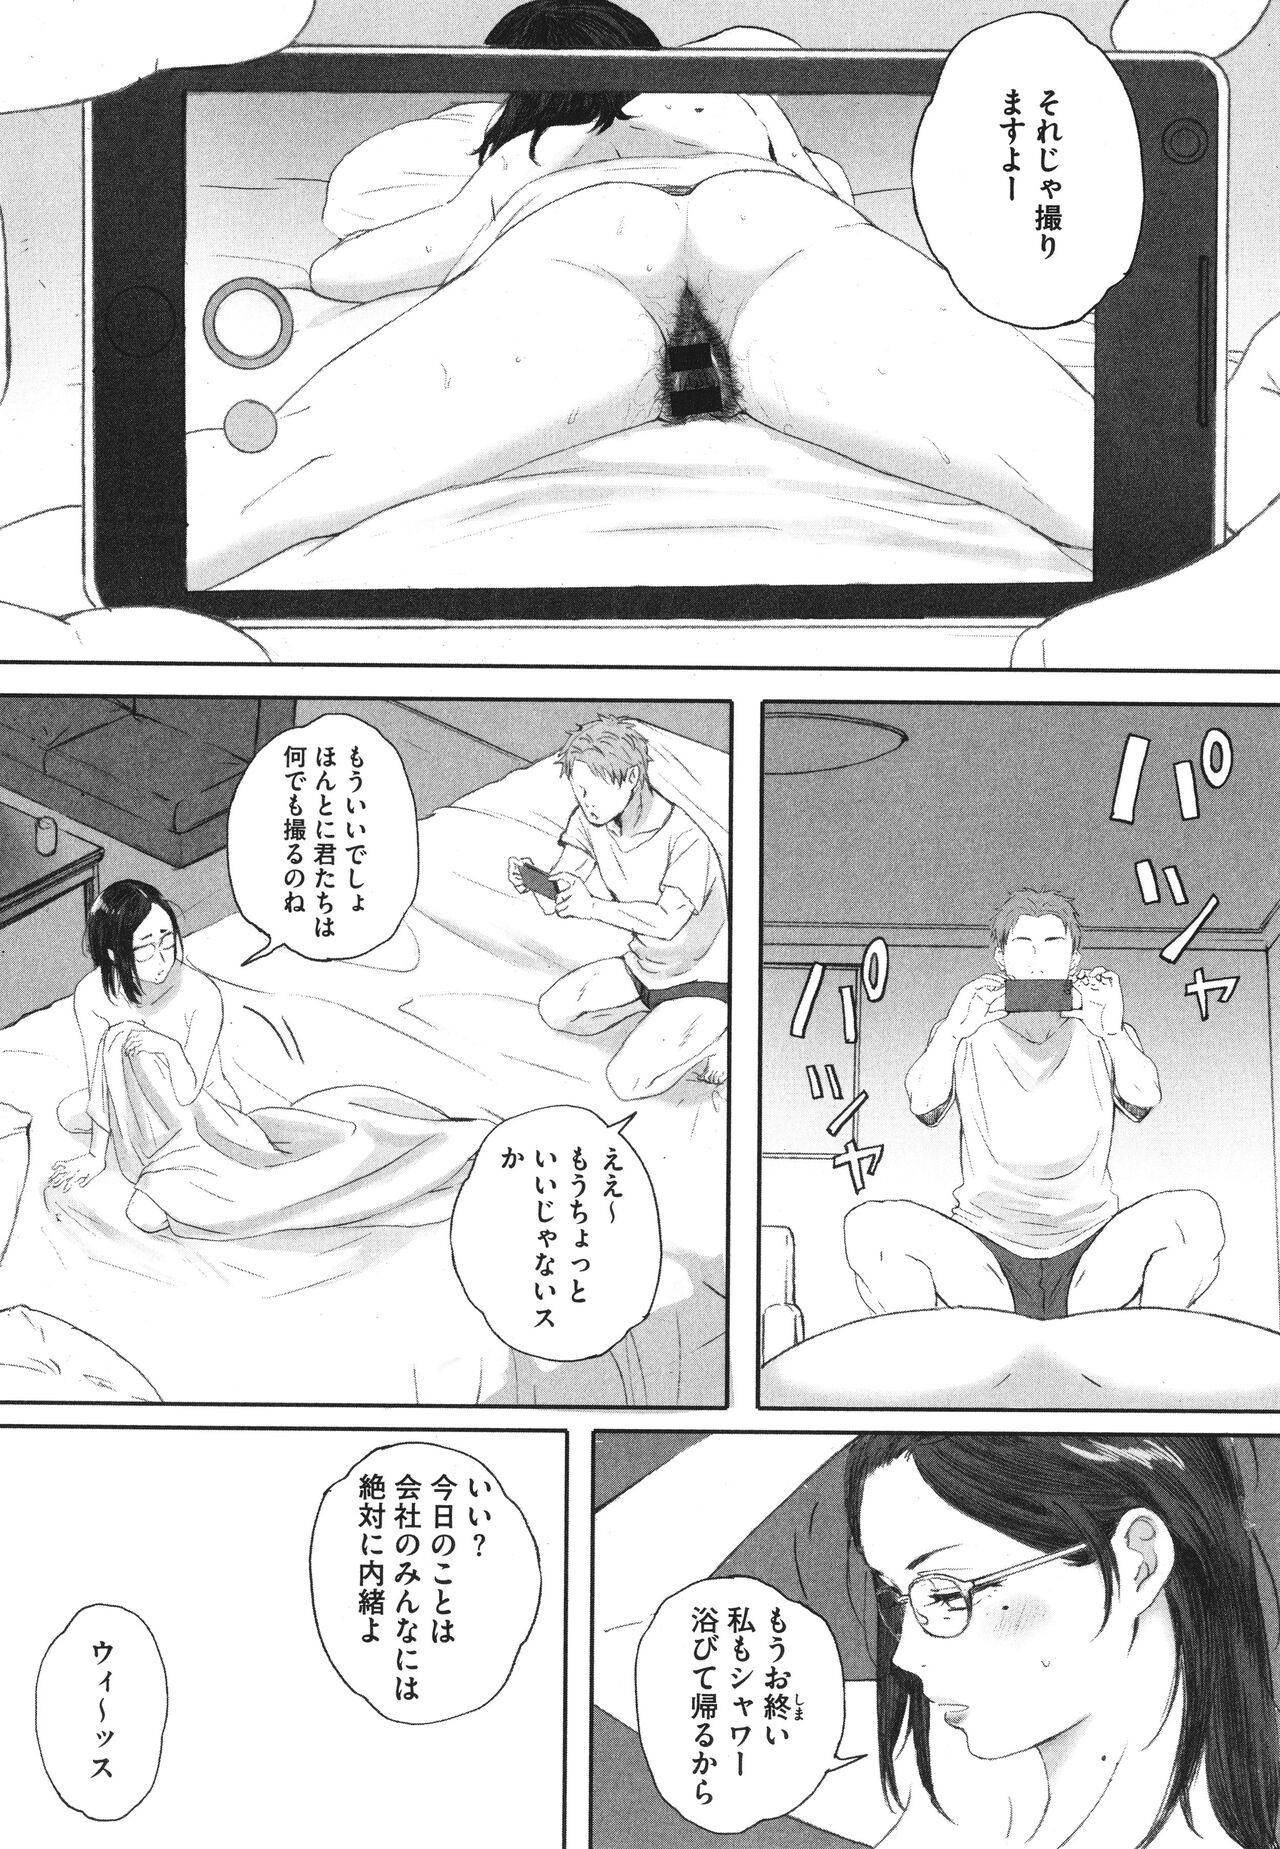 それじゃ撮り
ますよー
パシャ
パシャ
もういいでしょ
ほんとに君たちは
何でも撮るのね
ええ～
もうちょっと
いいじゃないス
か
もうお終い
しま
私もシャワー
浴びて帰るから
いい？
今日のことは
会社のみんなには
絶対に内緒よ
ウィ～ッス